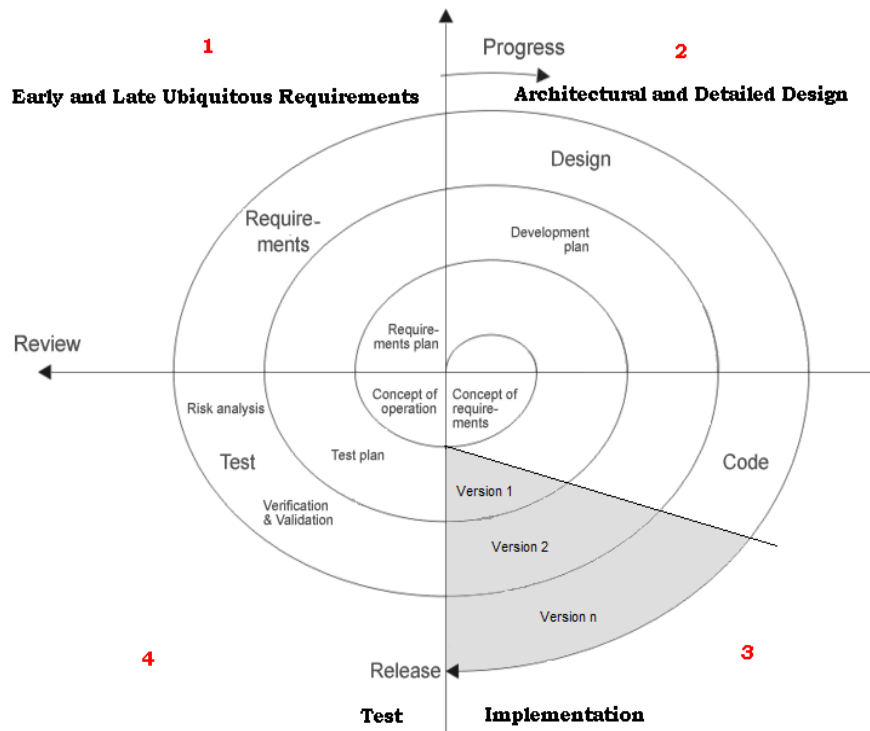 1
Progress
2
Early and Late Ubiquitous Requirements
Architectural and Detailed Design
Design
Require-
ments
Development
plan
Require-
ments plan
Review
Concept of
operation
Concept of
require-
ments
Risk analysis
Test plan
Test
Code
Version 1
Verification
& Validation
Version 2
Version n
4
3
Release
Test
Implementation